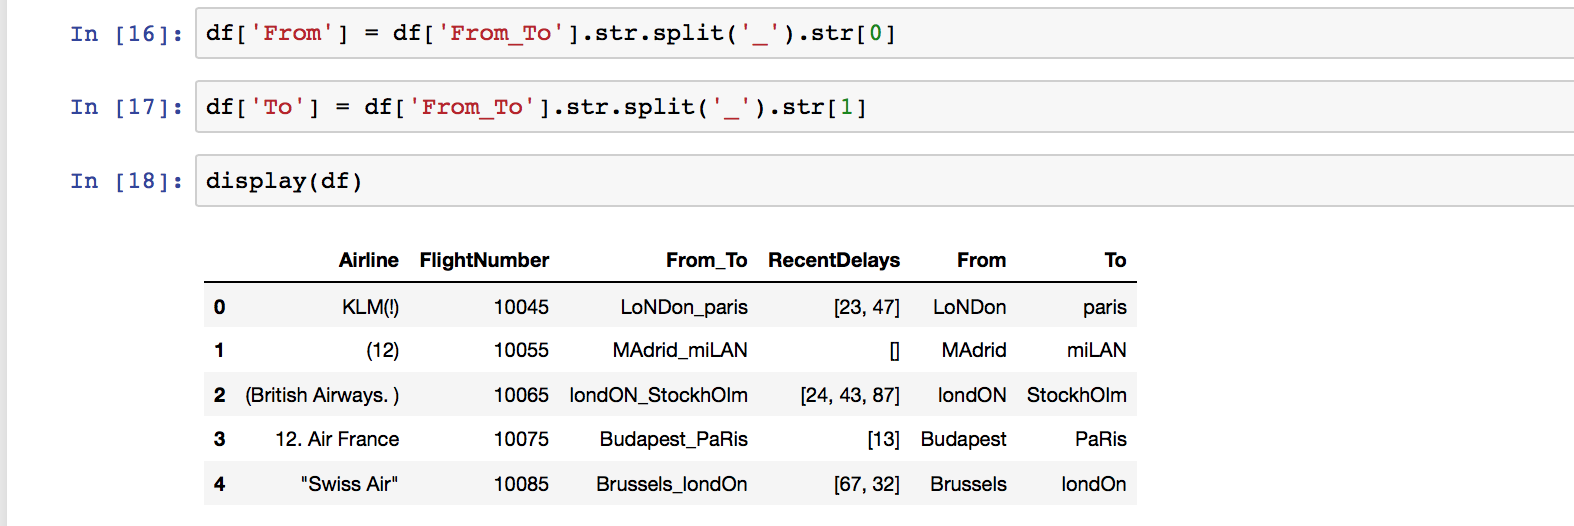 In [16]: df['From'] = df['From_To'].str.split('_').str[0]
In [17]: df['To'] = df['From_To'].str.split('_').str[1]
In [18]: display(df)
Airline FlightNumber From_To RecentDelays From To
0 KLM(!) 10045 LoNDon_paris [23, 47] LoNDon paris
1 (12) 10055 MAdrid_miLAN [] MAdrid miLAN
2 (British Airways. ) 10065 londON_StockhOlm [24, 43, 87] londON StockhOlm
3 12. Air France 10075 Budapest_PaRis [13] Budapest PaRis
4 "Swiss Air" 10085 Brussels_londOn [67, 32] Brussels londOn